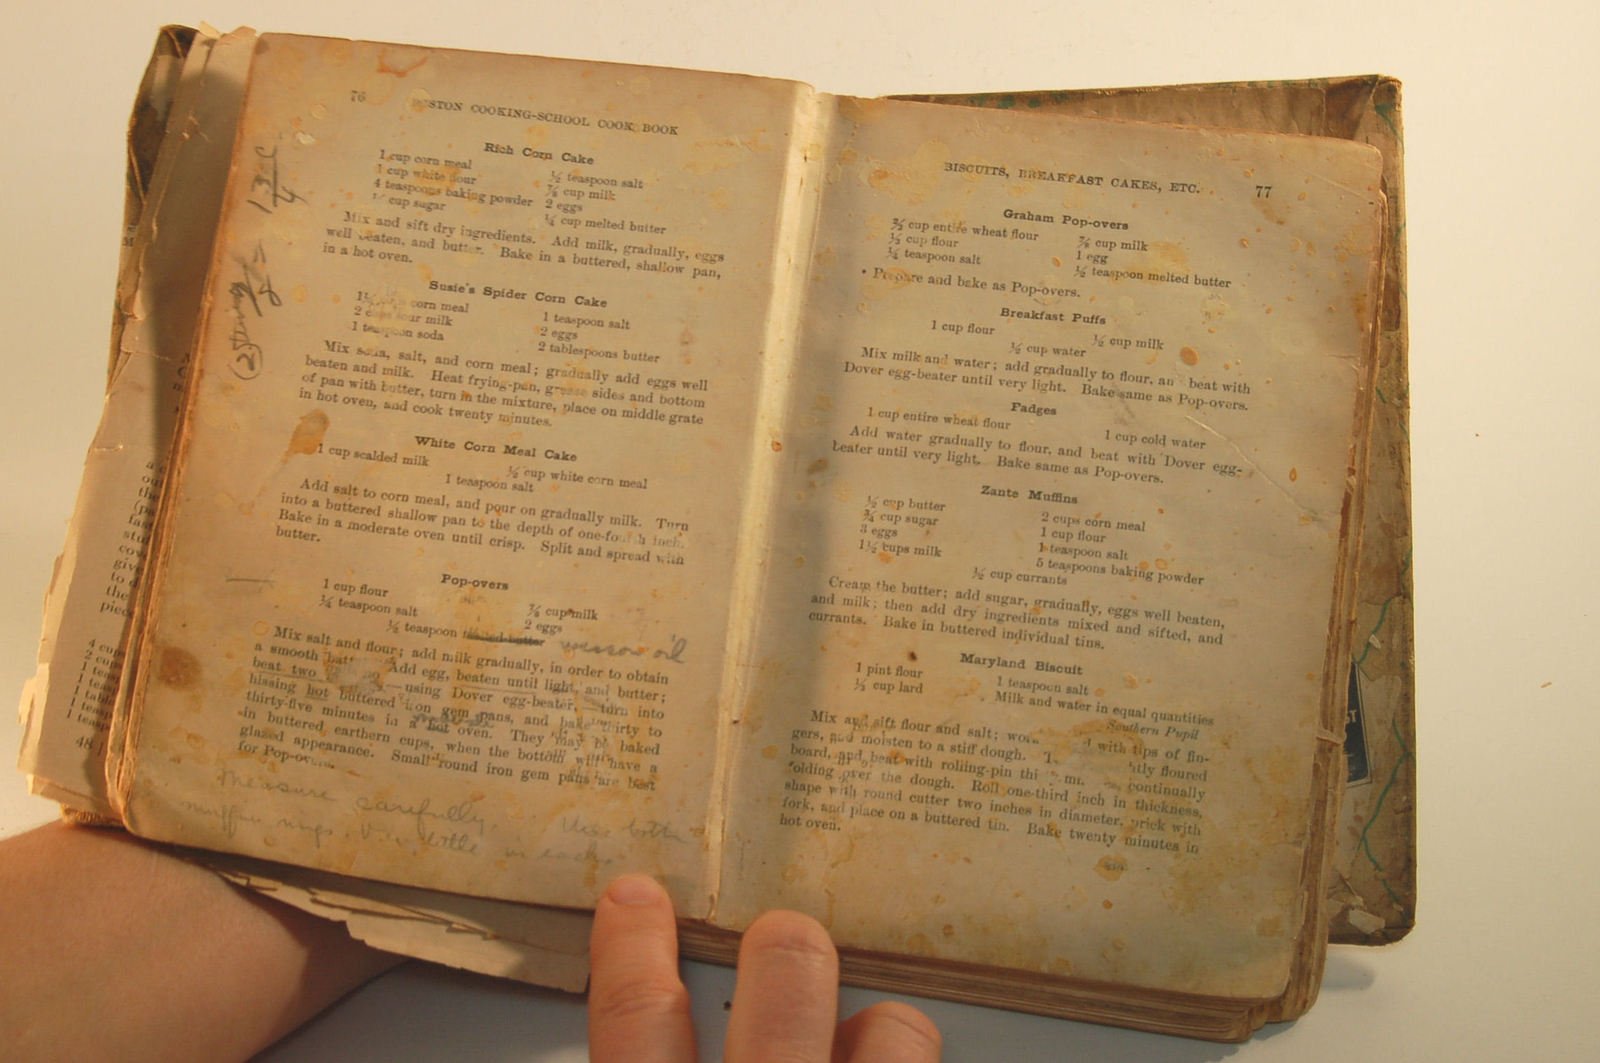 76 BOSTON COOKING-SCHOOL COOK BOOK
Rich Corn Cake
1 cup corn meal
1 cup white flour
4 teaspoons baking powder
cup sugar
½ teaspoon salt
⅞ cup milk
2 eggs
¼ cup melted butter
Mix and sift dry ingredients. Add milk, gradually, eggs
well beaten, and butter. Bake in a buttered, shallow pan,
in a hot oven.
Susie's Spider Corn Cake
corn meal
2 cups sour milk
1 teaspoon soda
1 teaspoon salt
2 eggs
2 tablespoons butter
Mix soda, salt, and corn meal; gradually add eggs well
beaten and milk. Heat frying-pan, grease sides and bottom
of pan with butter, turn in the mixture, place on middle grate
in hot oven, and cook twenty minutes.
White Corn Meal Cake
1 cup scalded milk
½ cup white corn meal
1 teaspoon salt
Add salt to corn meal, and pour on gradually milk. Turn
into a buttered shallow pan to the depth of one-fourth inch.
Bake in a moderate oven until crisp. Split and spread with
butter.
Pop-overs
1 cup flour
¼ teaspoon salt
⅞ cup milk
2 eggs
½ teaspoon melted butter wesson oil
Mix salt and flour; add milk gradually, in order to obtain
a smooth batter. Add egg, beaten until light, and butter;
beat two — using Dover egg-beater, — turn into
hissing hot buttered iron gem pans, and bake thirty to
thirty-five minutes in a hot oven. They may be baked
in buttered earthern cups, when the bottom will have a
glazed appearance. Small round iron gem pans are best
for Pop-overs.
Measure carefully. Use
muffin rings. in each.
BISCUITS, BREAKFAST CAKES, ETC. 77
Graham Pop-overs
⅔ cup entire wheat flour
⅓ cup flour
¼ teaspoon salt
⅞ cup milk
1 egg
½ teaspoon melted butter
Prepare and bake as Pop-overs.
Breakfast Puffs
1 cup flour
½ cup milk
½ cup water
Mix milk and water; add gradually to flour, and beat with
Dover egg-beater until very light. Bake same as Pop-overs.
Fadges
1 cup entire wheat flour
1 cup cold water
Add water gradually to flour, and beat with Dover egg-
beater until very light. Bake same as Pop-overs.
Zante Muffins
½ cup butter
¾ cup sugar
3 eggs
1½ cups milk
2 cups corn meal
1 cup flour
1 teaspoon salt
5 teaspoons baking powder
½ cup currants
Cream the butter; add sugar, gradually, eggs well beaten,
and milk; then add dry ingredients mixed and sifted, and
currants. Bake in buttered individual tins.
Maryland Biscuit
1 pint flour
⅓ cup lard
1 teaspoon salt
Milk and water in equal quantities
Southern Pupil
Mix and sift flour and salt; with tips of fin-
gers, and moisten to a stiff dough. floured
board, and beat with rolling-pin continually
folding over the dough. Roll one-third inch in thickness,
shape with round cutter two inches in diameter, prick with
fork, and place on a buttered tin. Bake twenty minutes in
hot oven.